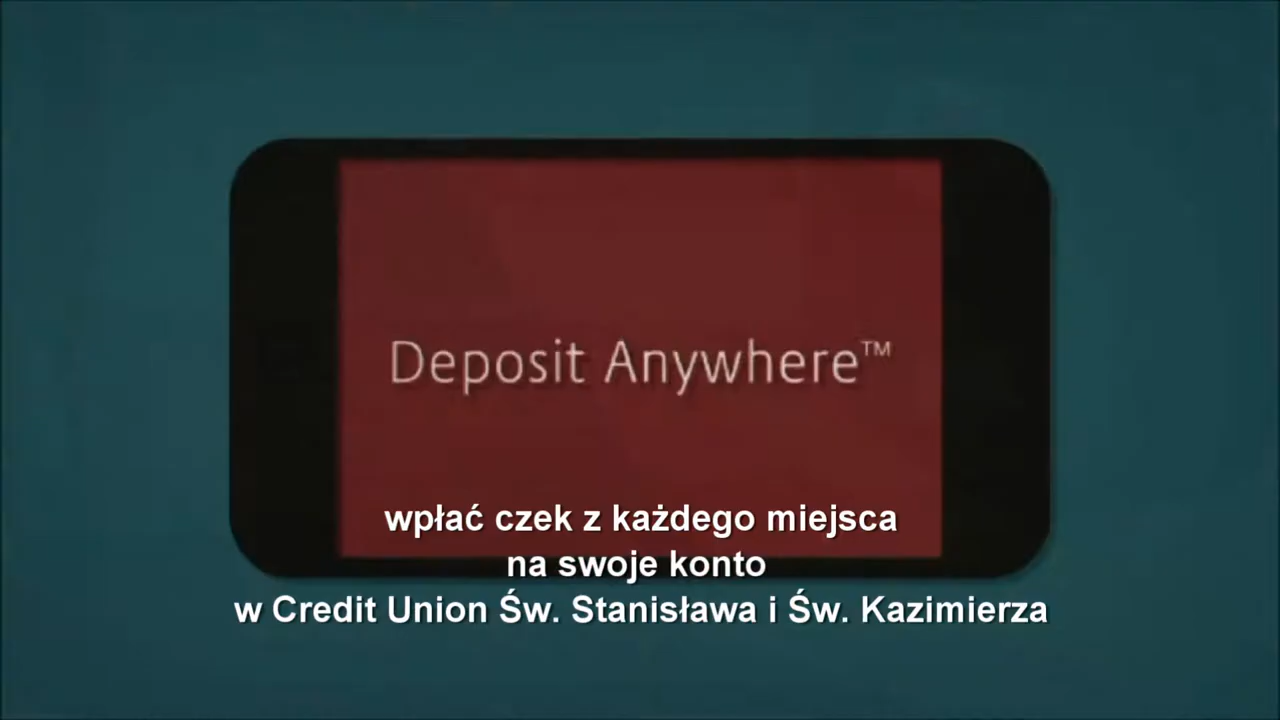 Deposit Anywhere™
wpłać czek z każdego miejsca
na swoje konto
w Credit Union Św. Stanisława i Św. Kazimierza